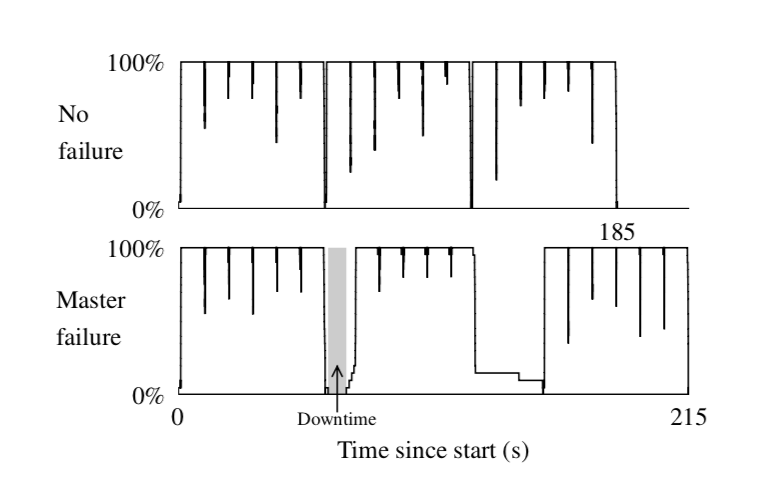 100%
No
failure
0%
185
100%
Master
failure
0%
0
Downtime
215
Time since start (s)